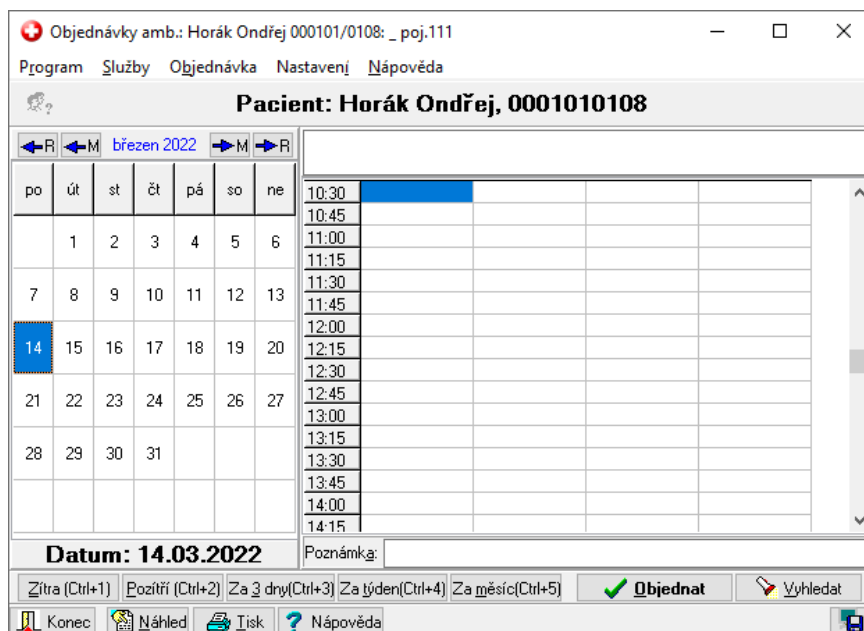 Objednávky amb.: Horák Ondřej 000101/0108: _ poj.111
Program Služby Objednávka Nastavení Nápověda
Pacient: Horák Ondřej, 0001010108
R M březen 2022 M R
po út st čt pá so ne
1 2 3 4 5 6
7 8 9 10 11 12 13
14 15 16 17 18 19 20
21 22 23 24 25 26 27
28 29 30 31
Datum: 14.03.2022
10:30
10:45
11:00
11:15
11:30
11:45
12:00
12:15
12:30
12:45
13:00
13:15
13:30
13:45
14:00
14:15
Poznámka:
Zítra (Ctrl+1) Pozítří (Ctrl+2) Za 3 dny(Ctrl+3) Za týden(Ctrl+4) Za měsíc(Ctrl+5) Objednat Vyhledat
Konec Náhled Tisk ? Nápověda